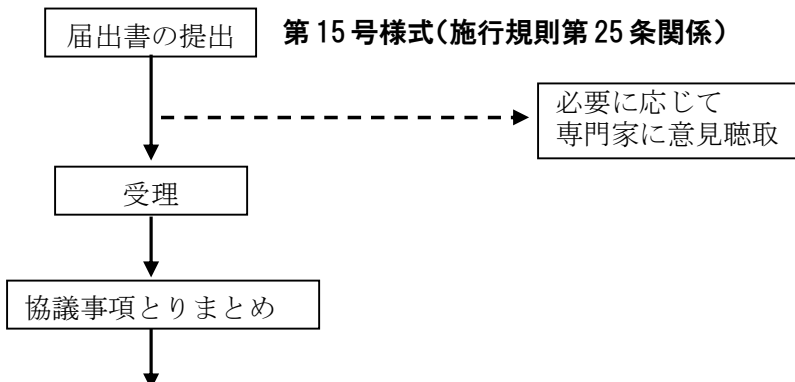 届出書の提出
第15号様式(施行規則第25条関係)
必要に応じて
専門家に意見聴取
受理
協議事項とりまとめ